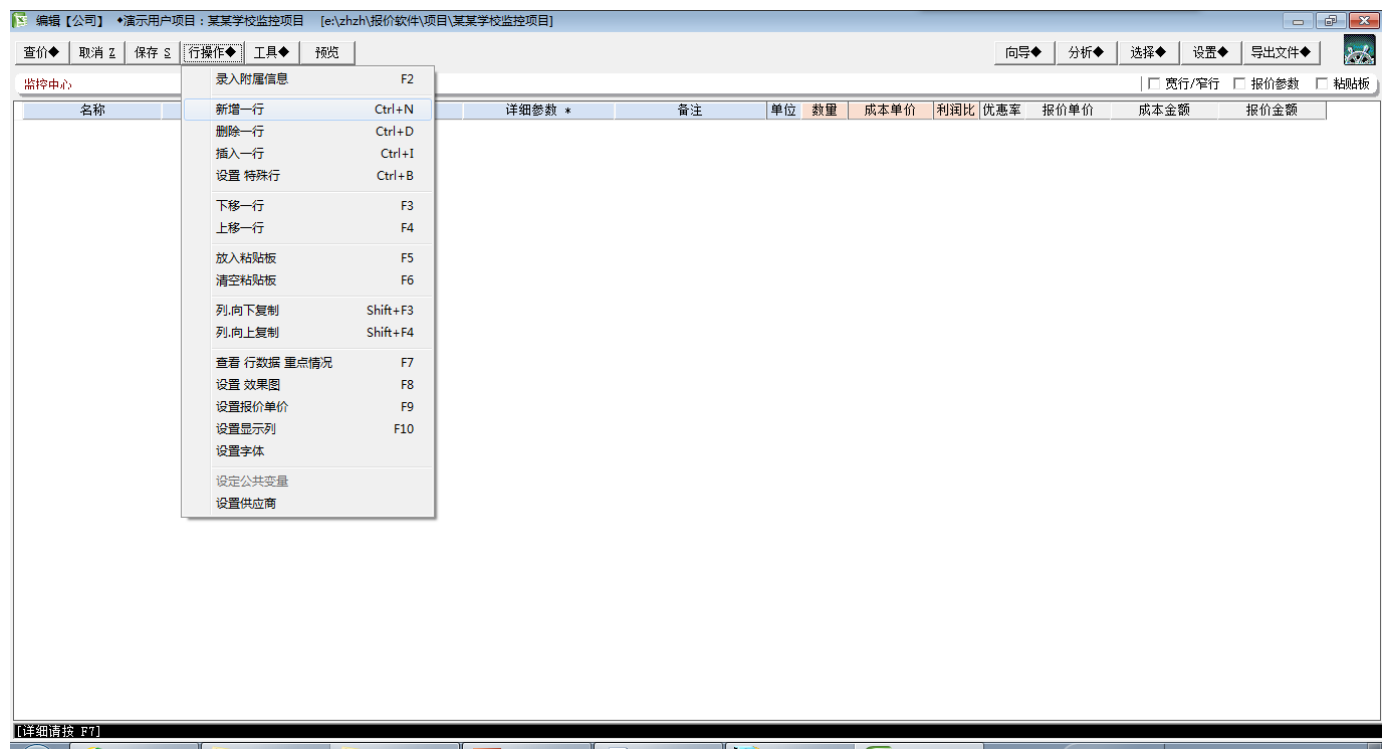 编辑【公司】 ◆演示用户项目：某某学校监控项目 [e:\zhzh\报价软件\项目\某某学校监控项目]
查价◆ 取消 Z 保存 S 行操作◆ 工具◆ 预览 向导◆ 分析◆ 选择◆ 设置◆ 导出文件◆
监控中心 宽行/窄行 报价参数 粘贴板
名称 详细参数 * 备注 单位 数量 成本单价 利润比 优惠率 报价单价 成本金额 报价金额
录入附属信息 F2
新增一行 Ctrl+N
删除一行 Ctrl+D
插入一行 Ctrl+I
设置 特殊行 Ctrl+B
下移一行 F3
上移一行 F4
放入粘贴板 F5
清空粘贴板 F6
列.向下复制 Shift+F3
列.向上复制 Shift+F4
查看 行数据 重点情况 F7
设置 效果图 F8
设置报价单价 F9
设置显示列 F10
设置字体
设定公共变量
设置供应商
[详细请按 F7]